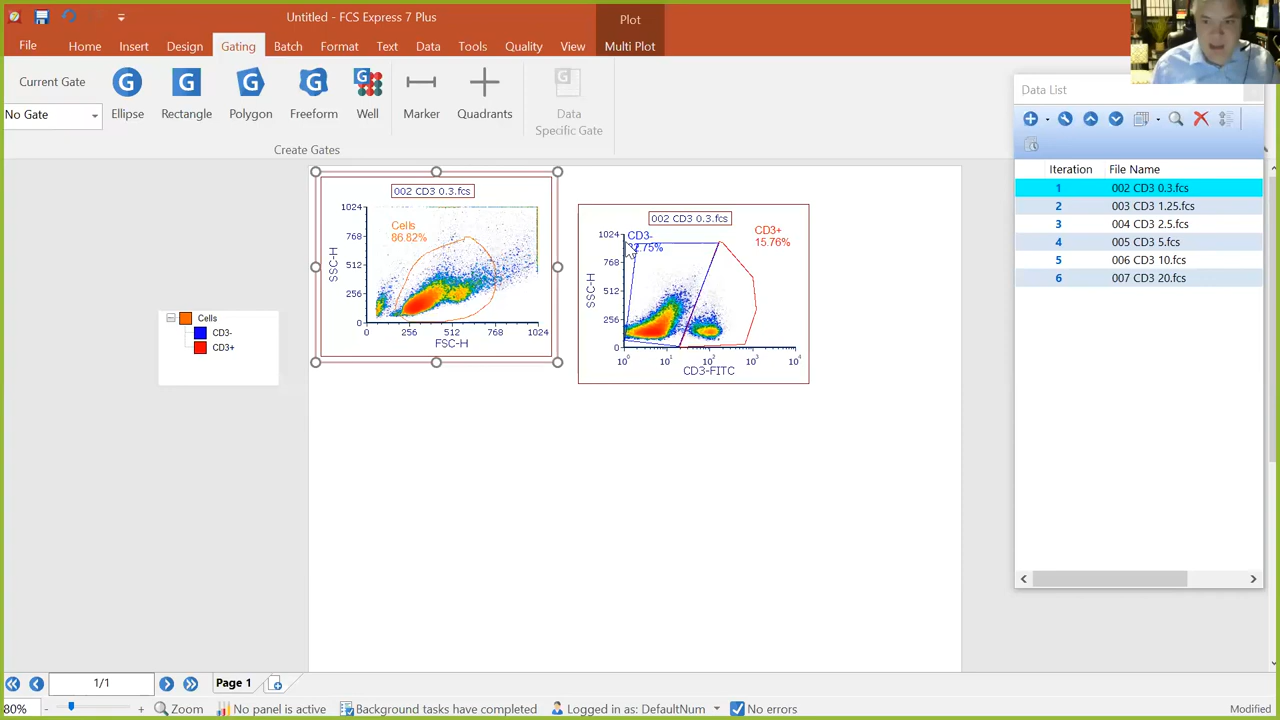 Untitled - FCS Express 7 Plus
Plot
File Home Insert Design Gating Batch Format Text Data Tools Quality View Multi Plot
Current Gate
No Gate
Ellipse Rectangle Polygon Freeform Well Marker Quadrants Data Specific Gate
Create Gates
Data List
Iteration File Name
1 002 CD3 0.3.fcs
2 003 CD3 1.25.fcs
3 004 CD3 2.5.fcs
4 005 CD3 5.fcs
5 006 CD3 10.fcs
6 007 CD3 20.fcs
Cells
CD3-
CD3+
002 CD3 0.3.fcs
Cells
86.82%
1024
768
512
256
0
SSC-H
0 256 512 768 1024
FSC-H
002 CD3 0.3.fcs
CD3-
CD3+
15.76%
1024
768
512
256
0
SSC-H
10⁰ 10¹ 10² 10³ 10⁴
CD3-FITC
1/1
Page 1
80% - + Zoom No panel is active Background tasks have completed Logged in as: DefaultNum No errors Modified